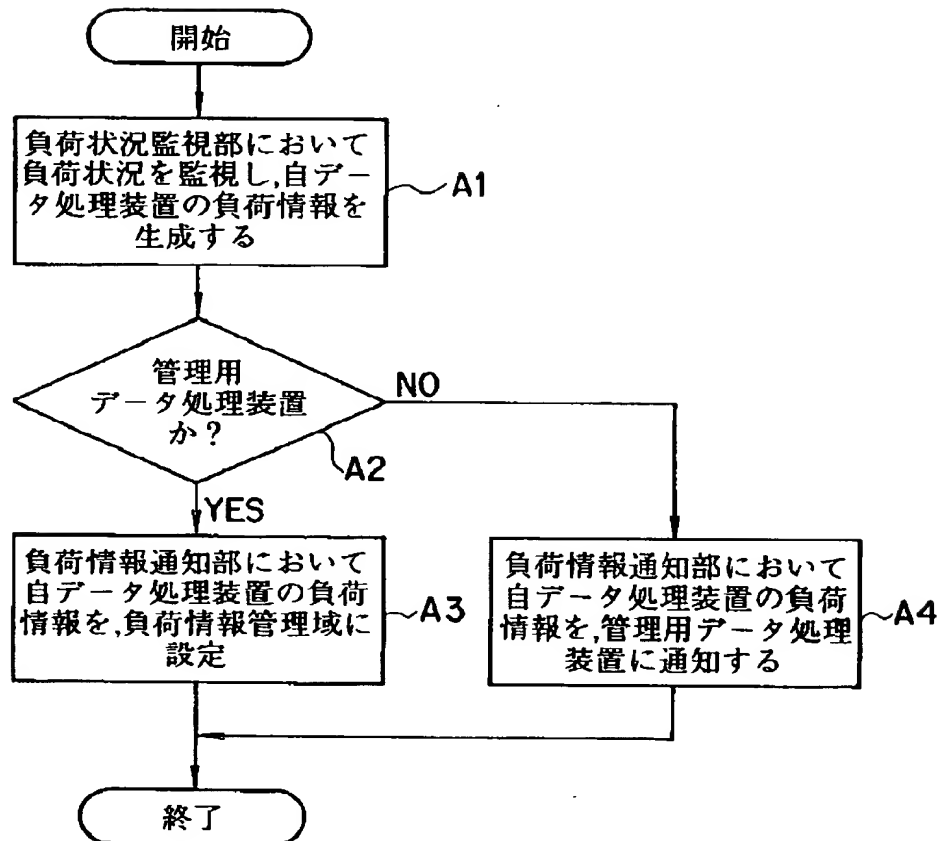 開始
負荷状況監視部において
負荷状況を監視し,自デー
タ処理装置の負荷情報を
生成する
A1
管理用
データ処理装置
か?
NO
A2
YES
負荷情報通知部において
自データ処理装置の負荷
情報を,負荷情報管理域に
設定
A3
負荷情報通知部において
自データ処理装置の負荷
情報を,管理用データ処理
装置に通知する
A4
終了